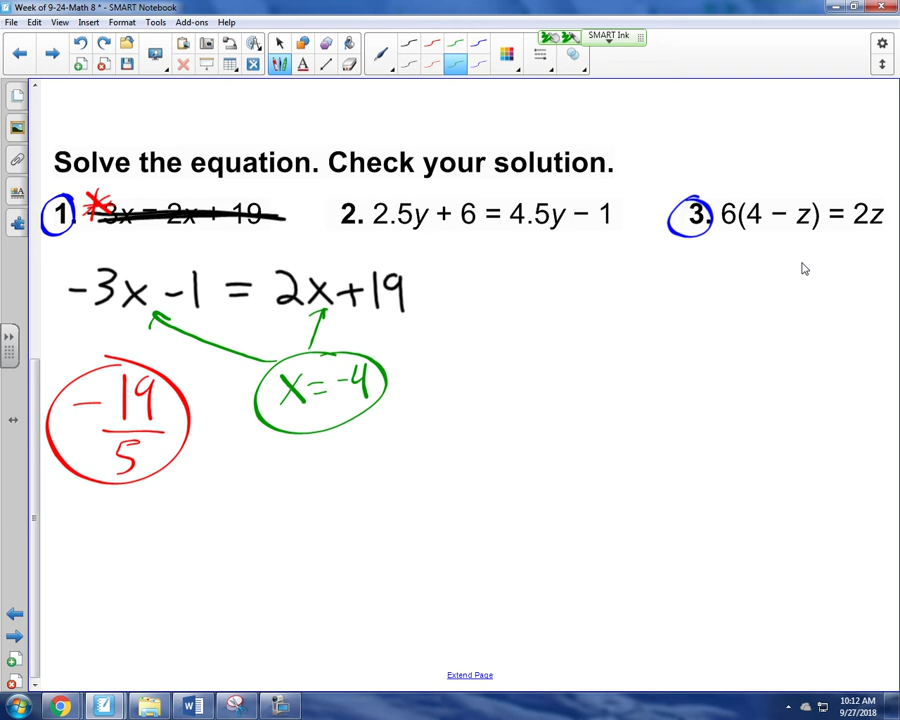 Week of 9-24-Math 8 * - SMART Notebook
File Edit View Insert Format Tools Add-ons Help
SMART Ink
Solve the equation. Check your solution.
1. -3x = 2x + 19 2. 2.5y + 6 = 4.5y − 1 3. 6(4 − z) = 2z
-3x -1 = 2x+19
x = -4
- 19
5
Extend Page
10:12 AM
9/27/2018